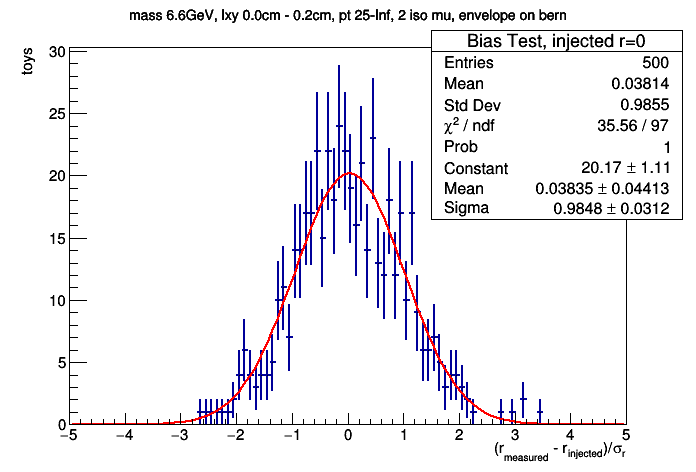 mass 6.6GeV, lxy 0.0cm - 0.2cm, pt 25-Inf, 2 iso mu, envelope on bern
Bias Test, injected r=0
Entries 500
Mean 0.03814
Std Dev 0.9855
χ² / ndf 35.56 / 97
Prob 1
Constant 20.17 ± 1.11
Mean 0.03835 ± 0.04413
Sigma 0.9848 ± 0.0312
toys
30
25
20
15
10
5
0
−5 −4 −3 −2 −1 0 1 2 3 4 5
(r_measured - r_injected)/σ_r